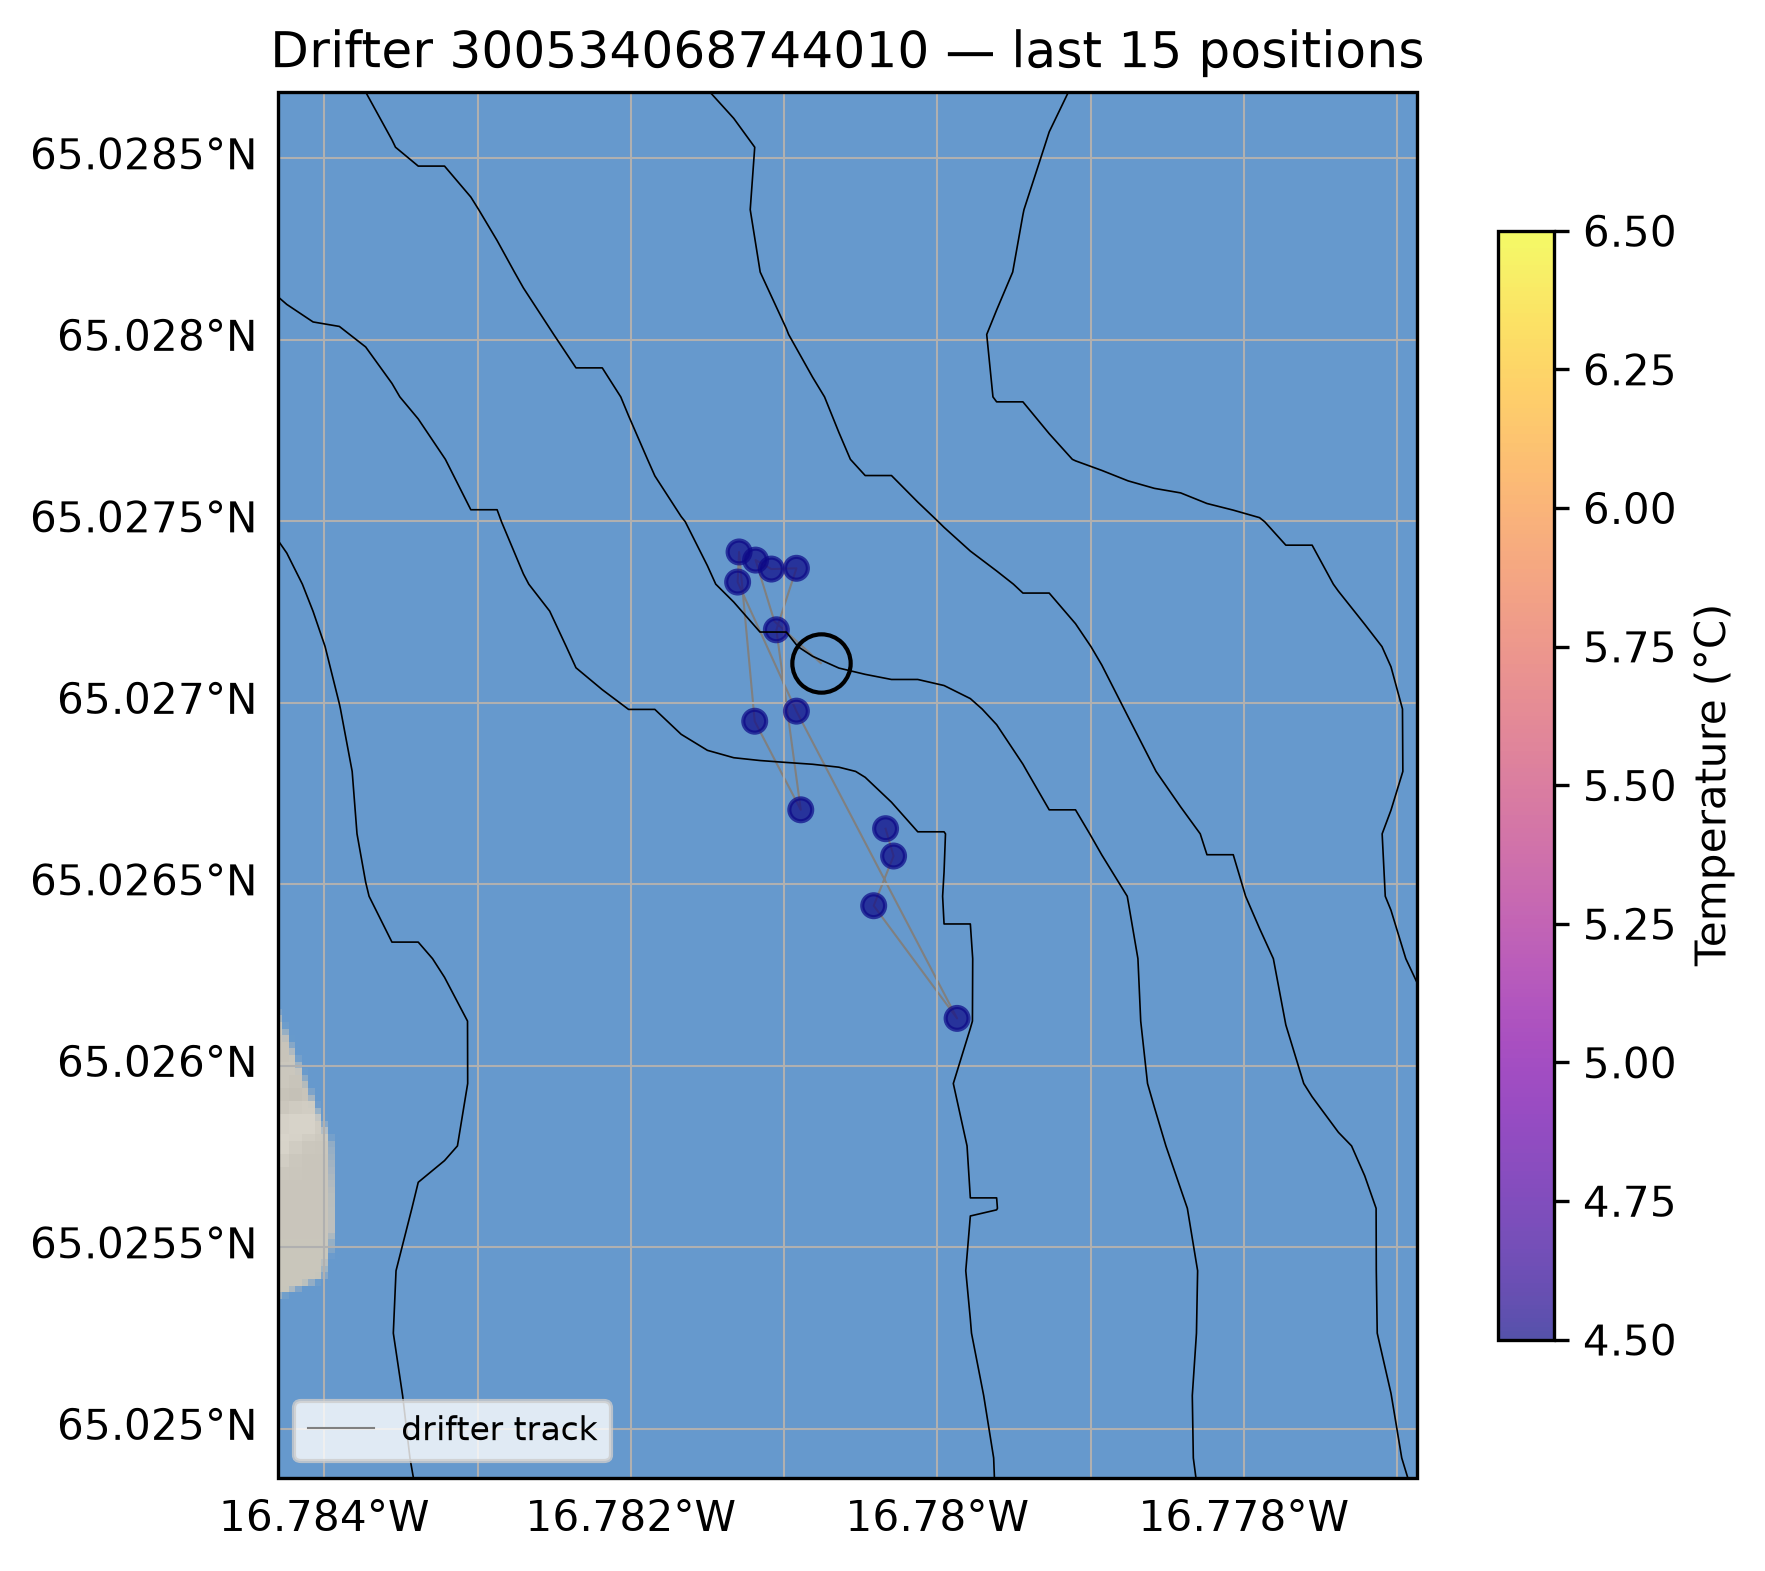 Drifter 300534068744010 — last 15 positions
65.0285°N
65.028°N
65.0275°N
65.027°N
65.0265°N
65.026°N
65.0255°N
65.025°N
16.784°W
16.782°W
16.78°W
16.778°W
drifter track
6.50
6.25
6.00
5.75
5.50
5.25
5.00
4.75
4.50
Temperature (°C)